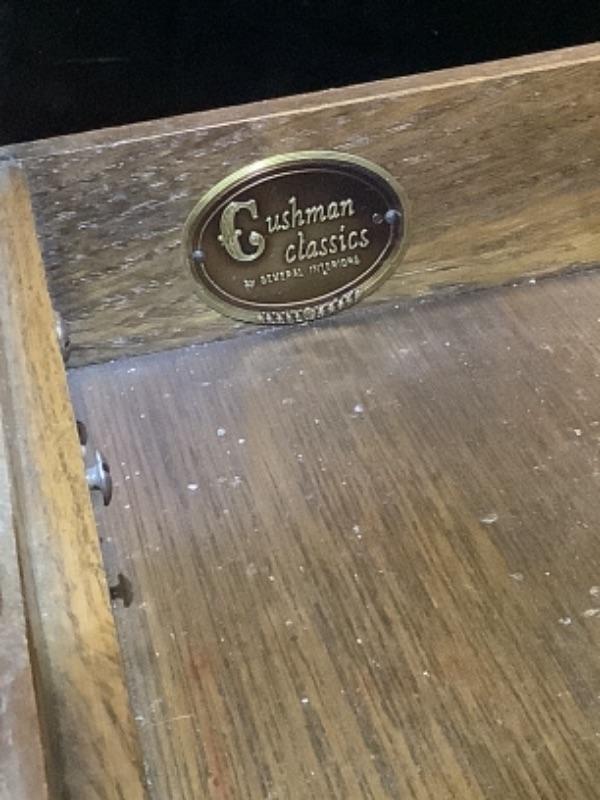 Cushman
classics
BY GENERAL INTERIORS